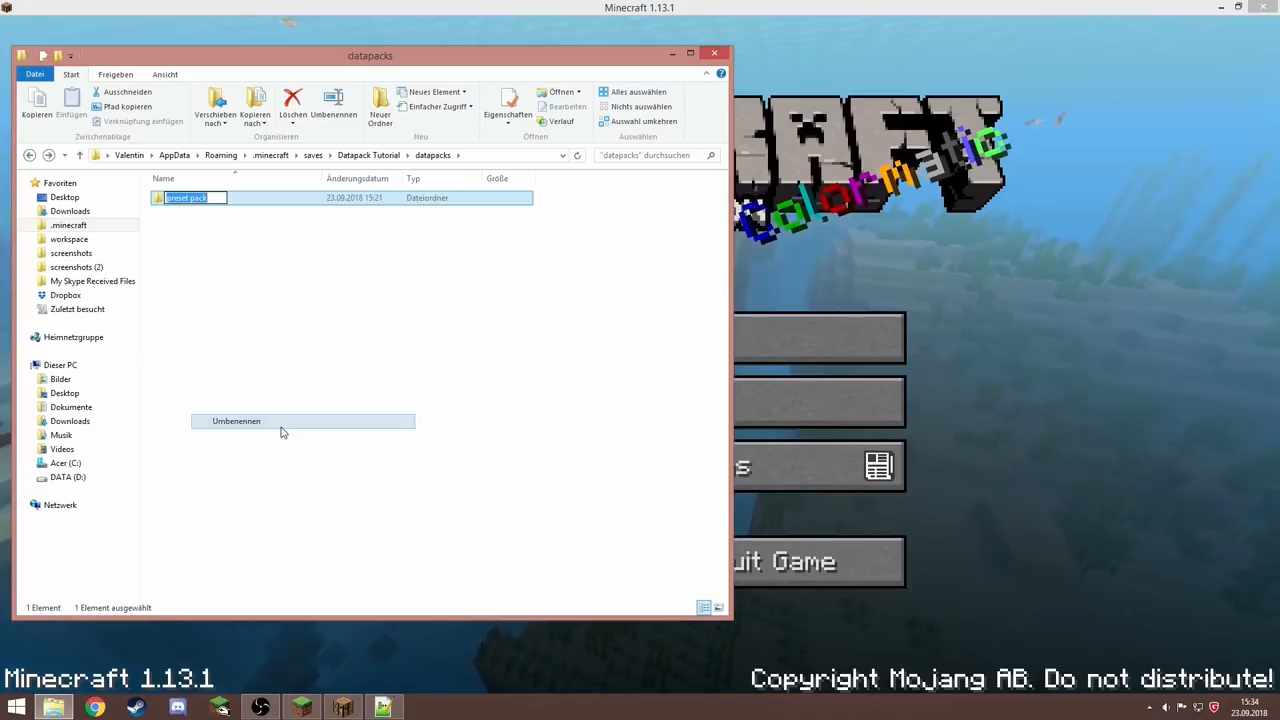 Minecraft 1.13.1
datapacks
Datei
Start
Freigeben
Ansicht
Kopieren
Einfügen
Ausschneiden
Pfad kopieren
Verknüpfung einfügen
Zwischenablage
Verschieben nach
Kopieren nach
Löschen
Umbenennen
Organisieren
Neuer Ordner
Neues Element
Einfacher Zugriff
Neu
Eigenschaften
Öffnen
Bearbeiten
Verlauf
Öffnen
Alles auswählen
Nichts auswählen
Auswahl umkehren
Auswählen
Valentin
AppData
Roaming
.minecraft
saves
Datapack Tutorial
datapacks
"datapacks" durchsuchen
Name
Änderungsdatum
Typ
Größe
preset pack
23.09.2018 15:21
Dateiordner
Favoriten
Desktop
Downloads
.minecraft
workspace
screenshots
screenshots (2)
My Skype Received Files
Dropbox
Zuletzt besucht
Heimnetzgruppe
Dieser PC
Bilder
Desktop
Dokumente
Downloads
Musik
Videos
Acer (C:)
DATA (D:)
Netzwerk
Umbenennen
1 Element
1 Element ausgewählt
CRAFT
Colormatic
s
uit Game
Minecraft 1.13.1
Copyright Mojang AB. Do not distribute!
15:34
23.09.2018